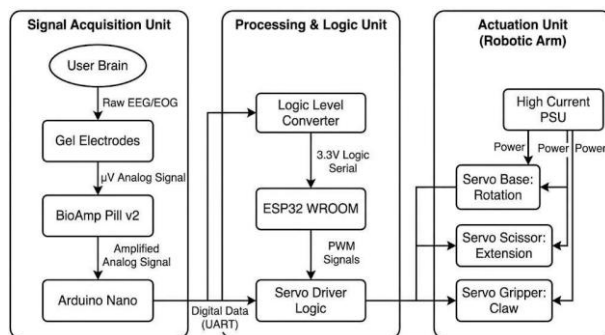 Signal Acquisition Unit
User Brain
Raw EEG/EOG
Gel Electrodes
µV Analog Signal
BioAmp Pill v2
Amplified
Analog Signal
Arduino Nano
Digital Data
(UART)
Processing & Logic Unit
Logic Level
Converter
3.3V Logic
Serial
ESP32 WROOM
PWM
Signals
Servo Driver
Logic
Actuation Unit
(Robotic Arm)
High Current
PSU
Power
Power
Power
Servo Base:
Rotation
Servo Scissor:
Extension
Servo Gripper:
Claw